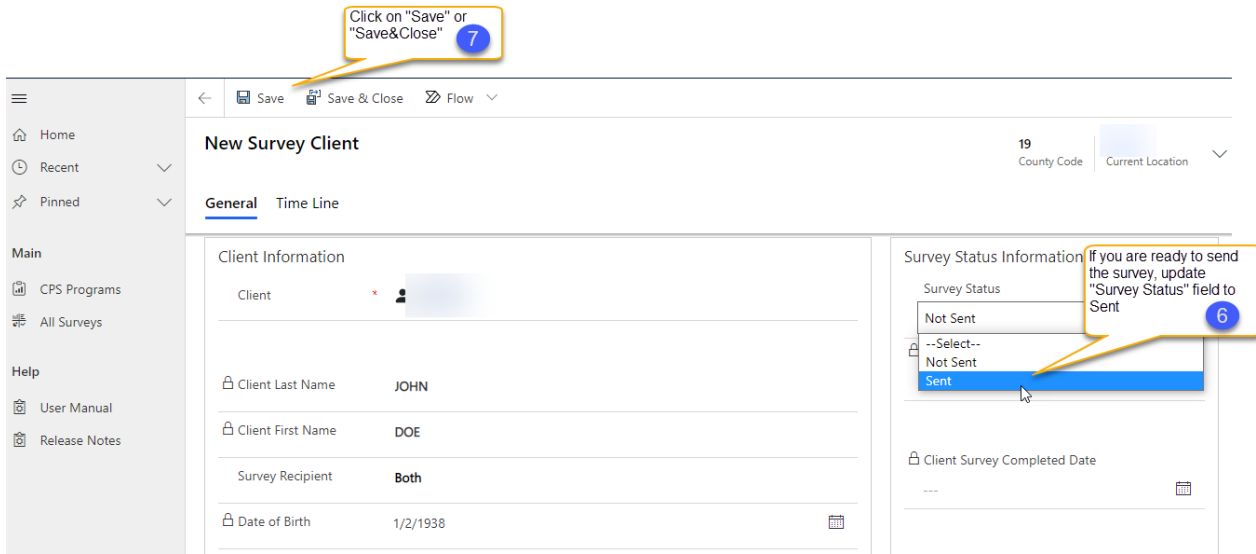 Click on "Save" or
"Save&Close"
7
Save
Save & Close
Flow
Home
Recent
Pinned
Main
CPS Programs
All Surveys
Help
User Manual
Release Notes
New Survey Client
19
County Code
Current Location
General
Time Line
Client Information
Client
*
Client Last Name
JOHN
Client First Name
DOE
Survey Recipient
Both
Date of Birth
1/2/1938
Survey Status Information
If you are ready to send
the survey, update
"Survey Status" field to
Sent
6
Survey Status
Not Sent
--Select--
Not Sent
Sent
Client Survey Completed Date
---